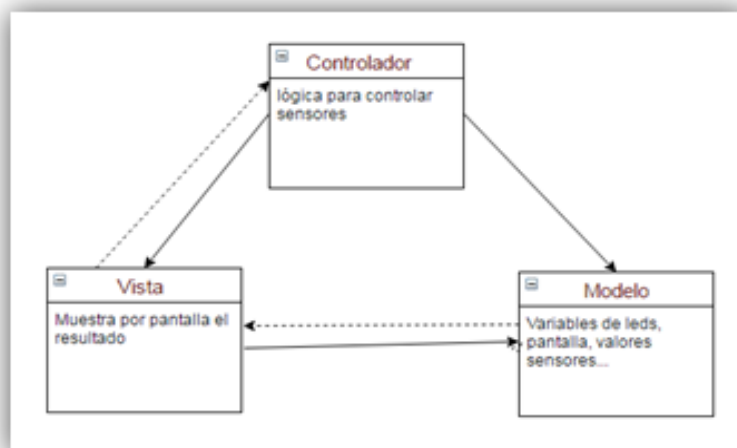 Controlador
lógica para controlar
sensores
Vista
Muestra por pantalla el
resultado
Modelo
Variables de leds,
pantalla, valores
sensores...